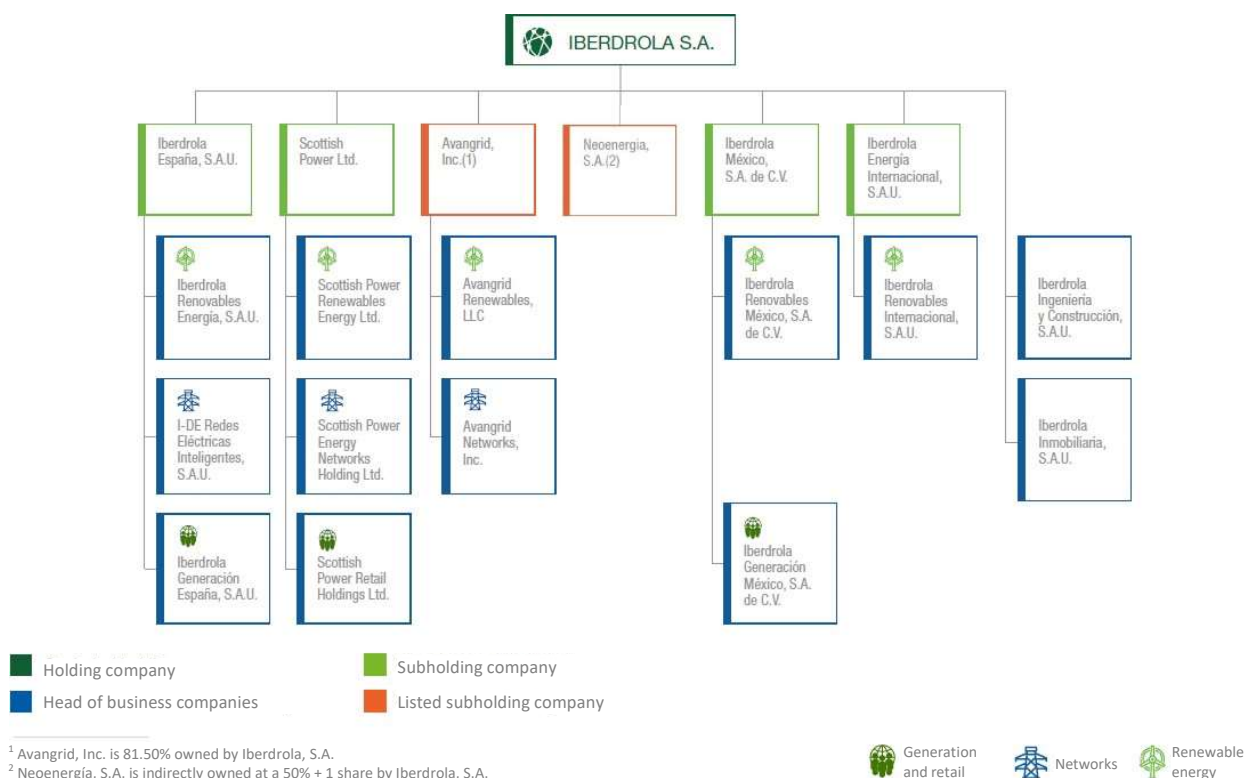 IBERDROLA S.A.
Iberdrola
España, S.A.U.
Scottish
Power Ltd.
Avangrid,
Inc.(1)
Neoenergia,
S.A.(2)
Iberdrola
México,
S.A. de C.V.
Iberdrola
Energía
Internacional,
S.A.U.
Iberdrola
Renovables
Energía, S.A.U.
Scottish Power
Renewables
Energy Ltd.
Avangrid
Renewables,
LLC
Iberdrola
Renovables
México, S.A.
de C.V.
Iberdrola
Renovables
Internacional,
S.A.U.
Iberdrola
Ingeniería
y Construcción,
S.A.U.
I-DE Redes
Eléctricas
Inteligentes,
S.A.U.
Scottish Power
Energy
Networks
Holding Ltd.
Avangrid
Networks,
Inc.
Iberdrola
Inmobiliaria,
S.A.U.
Iberdrola
Generación
España, S.A.U.
Scottish
Power Retail
Holdings Ltd.
Iberdrola
Generación
México, S.A.
de C.V.
Holding company
Subholding company
Head of business companies
Listed subholding company
1 Avangrid, Inc. is 81.50% owned by Iberdrola, S.A.
2 Neoenergía, S.A. is indirectly owned at a 50% + 1 share by Iberdrola, S.A.
Generation
and retail
Networks
Renewable
energy